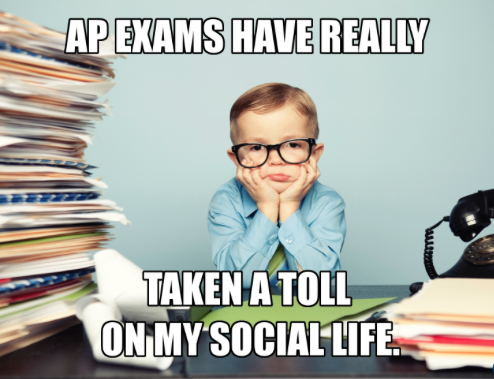 AP EXAMS HAVE REALLY
TAKEN A TOLL
ON MY SOCIAL LIFE.